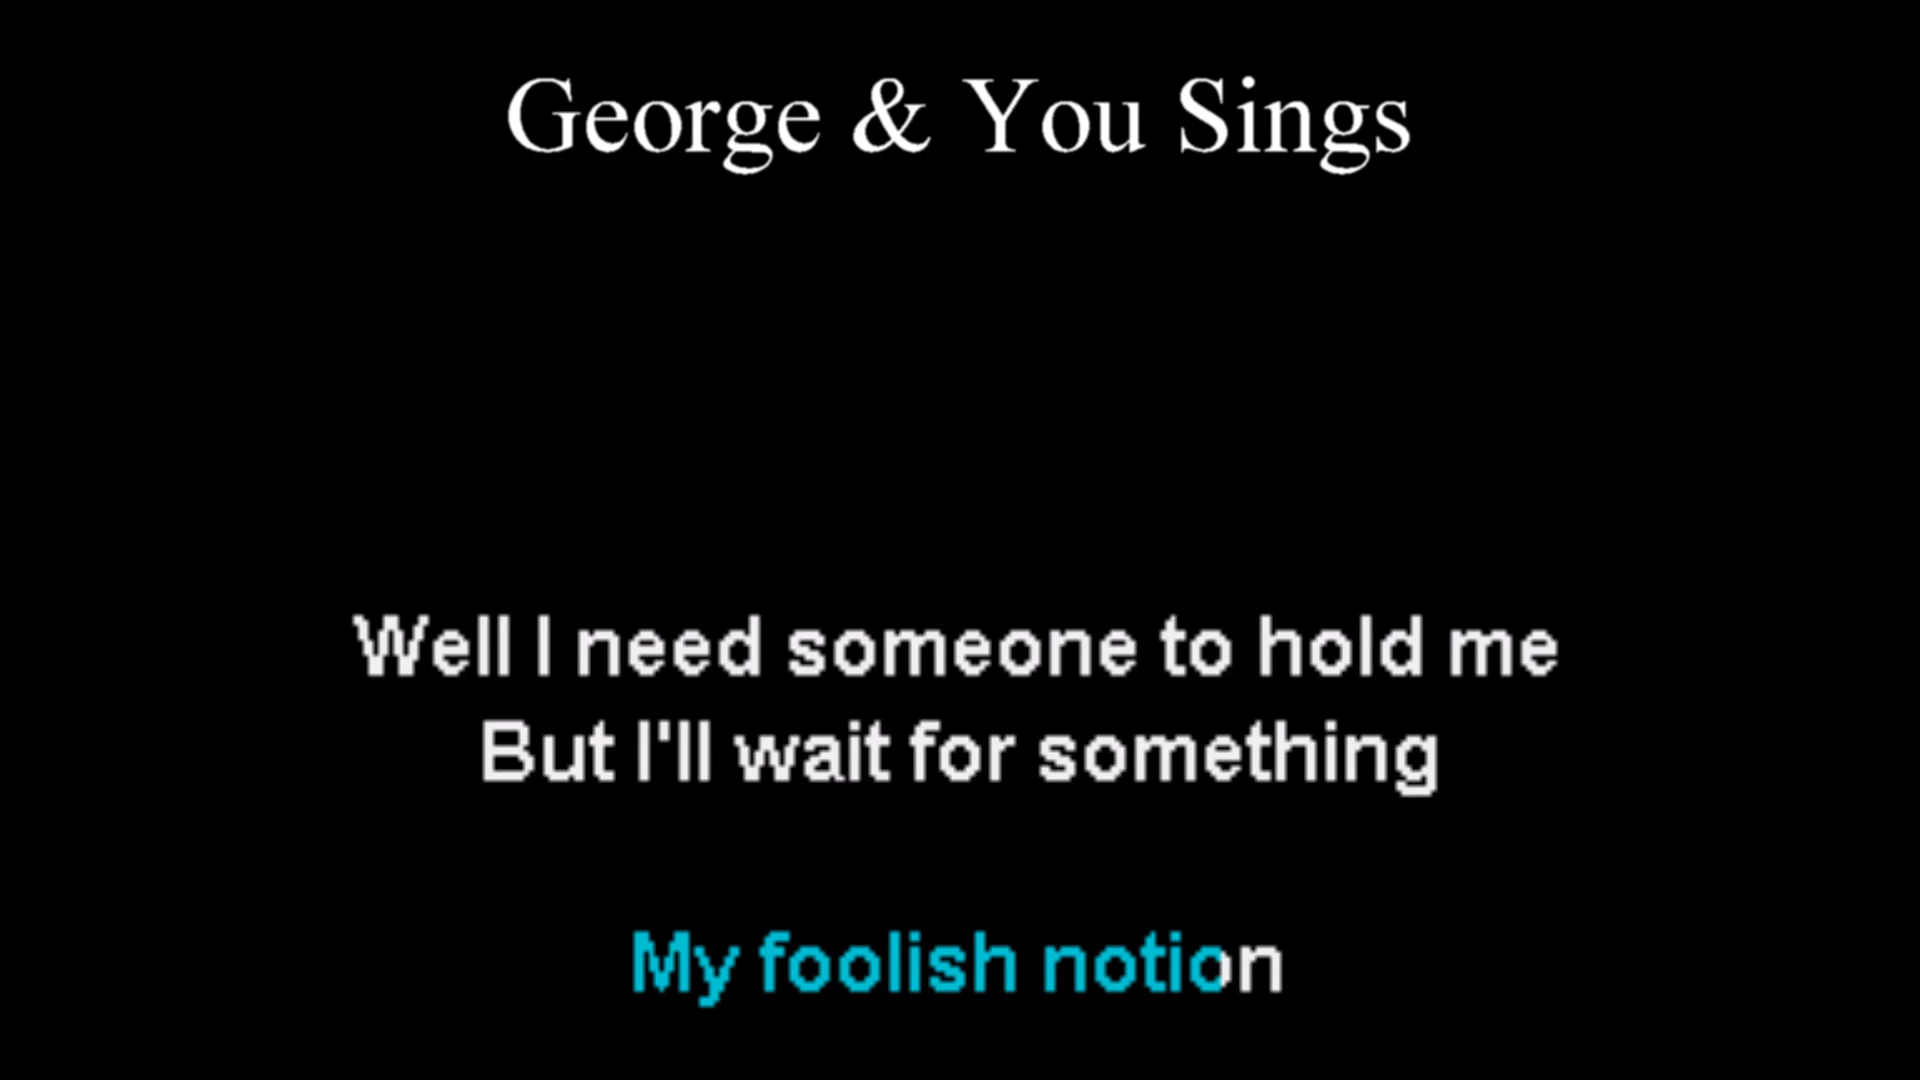 George & You Sings
Well I need someone to hold me
But I'll wait for something
My foolish notion